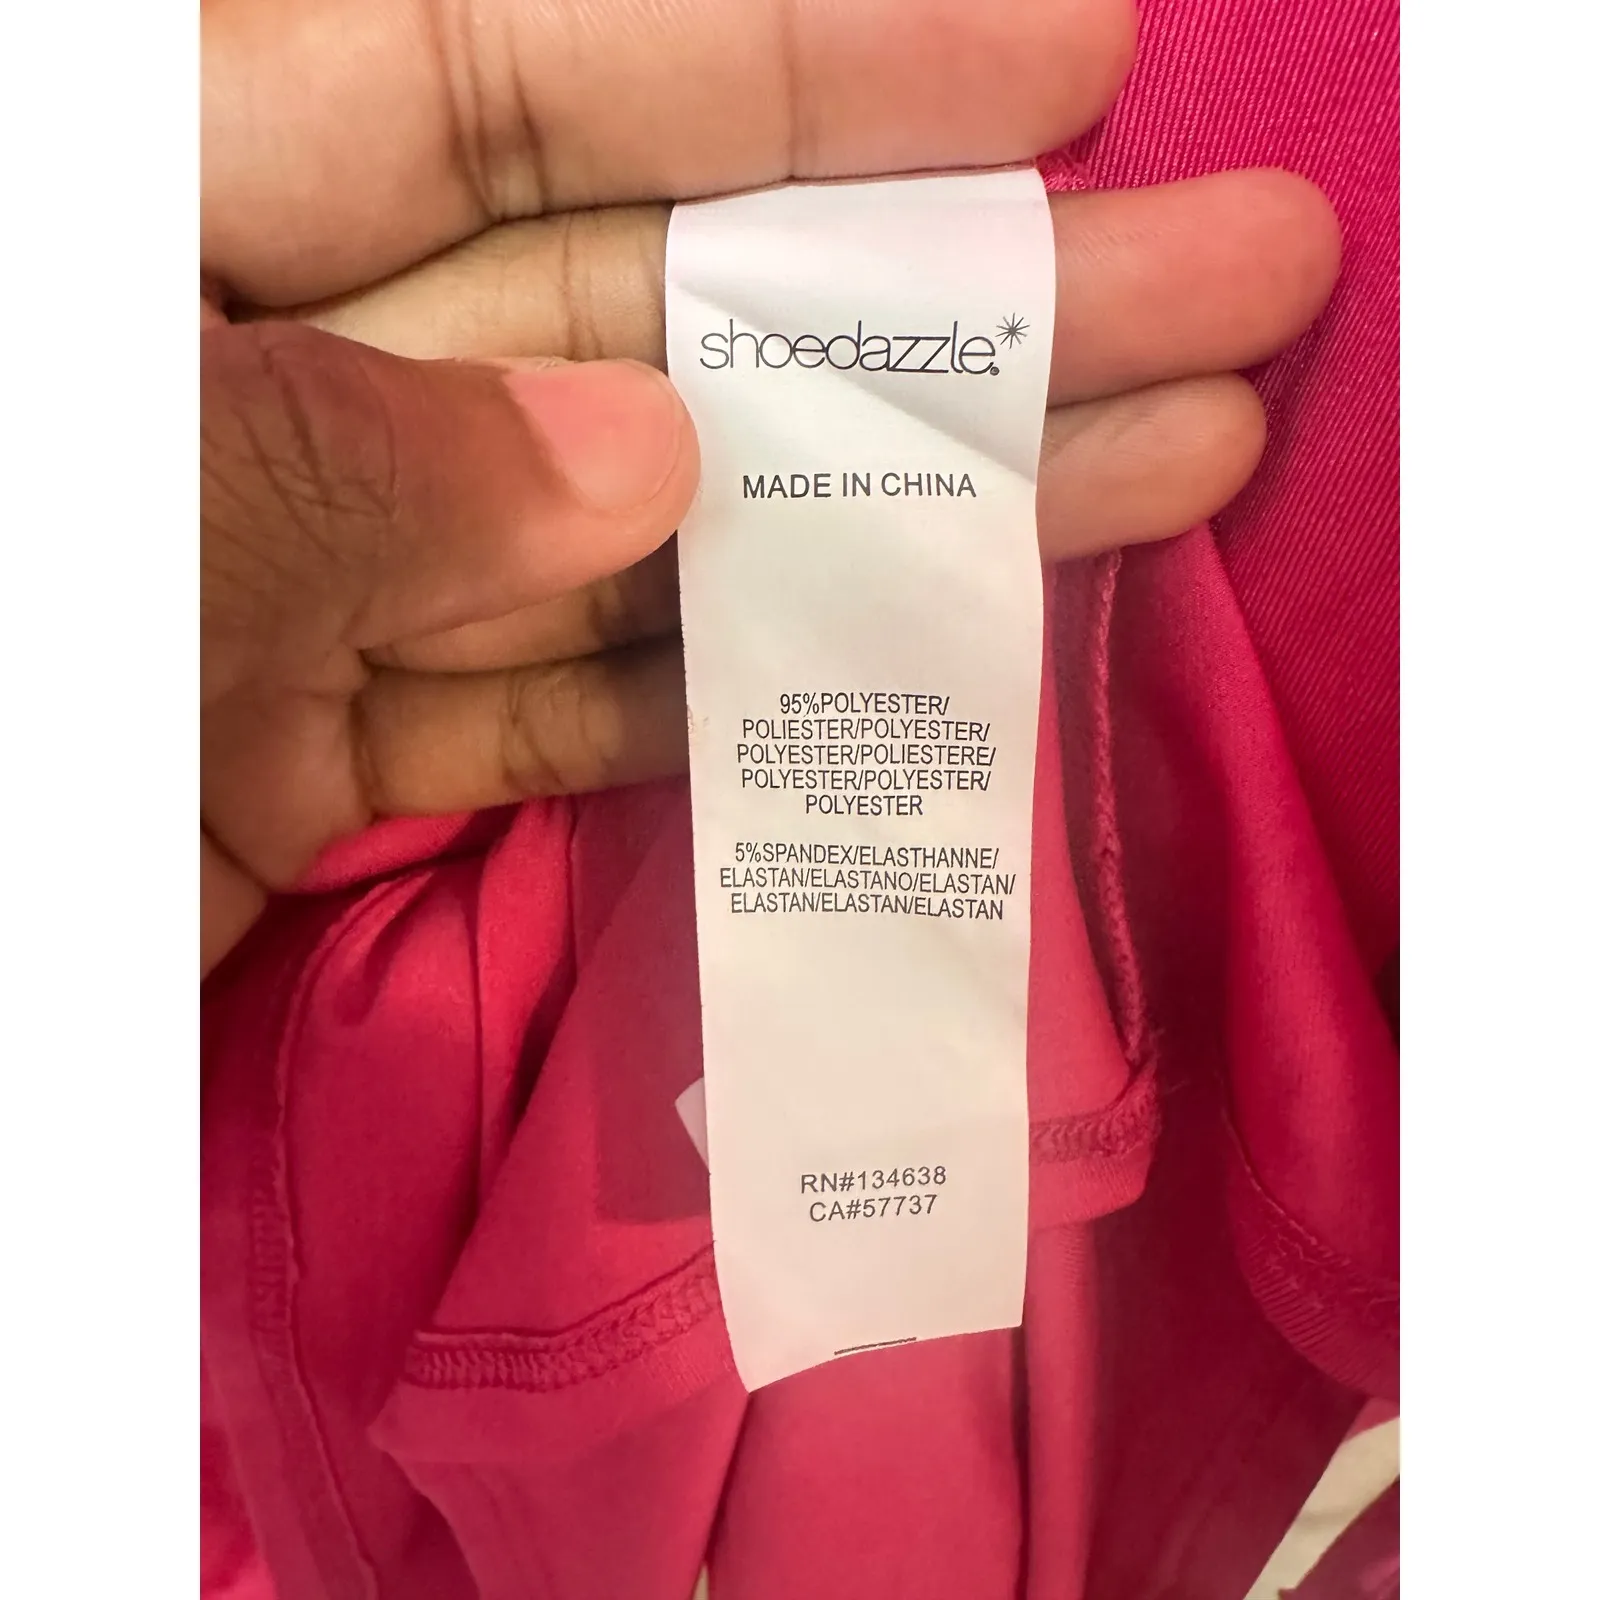 shoedazzle.*
MADE IN CHINA
95%POLYESTER/
POLIESTER/POLYESTER/
POLYESTER/POLIESTERE/
POLYESTER/POLYESTER/
POLYESTER
5%SPANDEX/ELASTHANNE/
ELASTAN/ELASTANO/ELASTAN/
ELASTAN/ELASTAN/ELASTAN
RN#134638
CA#57737